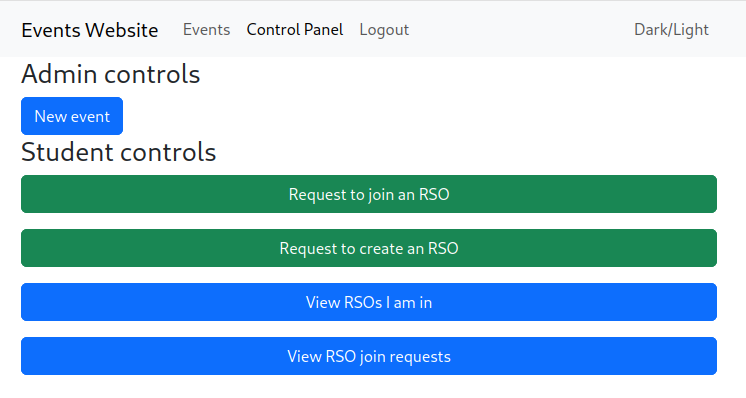 Events Website Events Control Panel Logout Dark/Light
Admin controls
New event
Student controls
Request to join an RSO
Request to create an RSO
View RSOs I am in
View RSO join requests